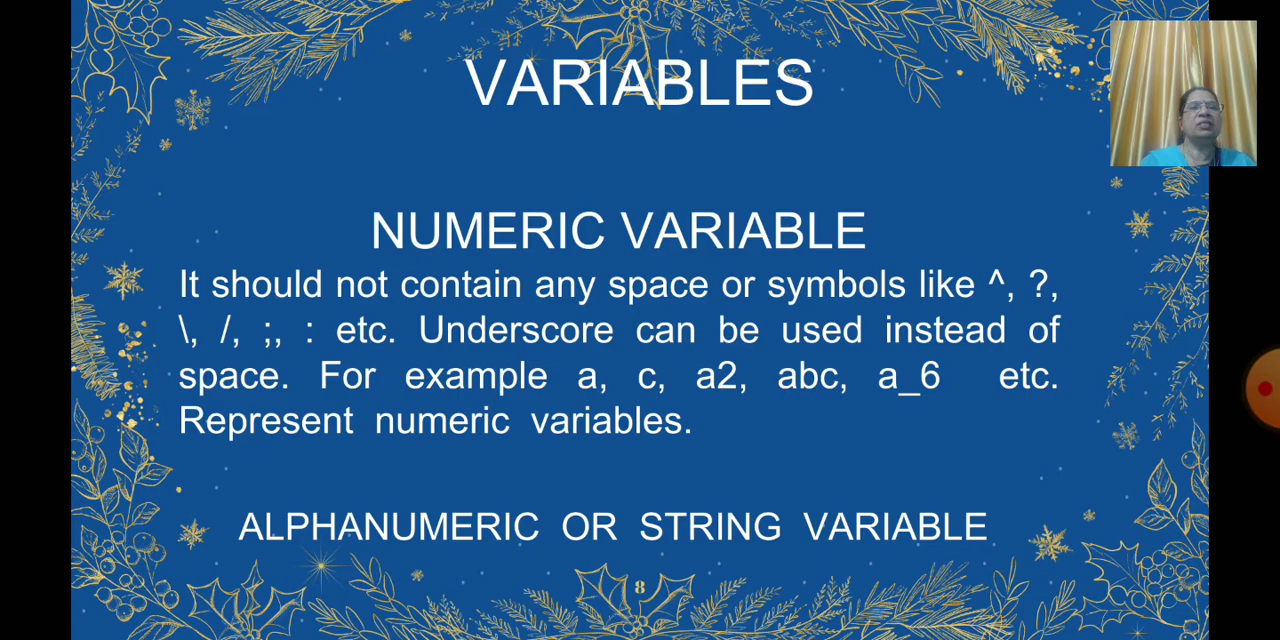 VARIABLES
NUMERIC VARIABLE
It should not contain any space or symbols like ^, ?,
\, /, ;, : etc. Underscore can be used instead of
space. For example a, c, a2, abc, a_6 etc.
Represent numeric variables.
ALPHANUMERIC OR STRING VARIABLE
8